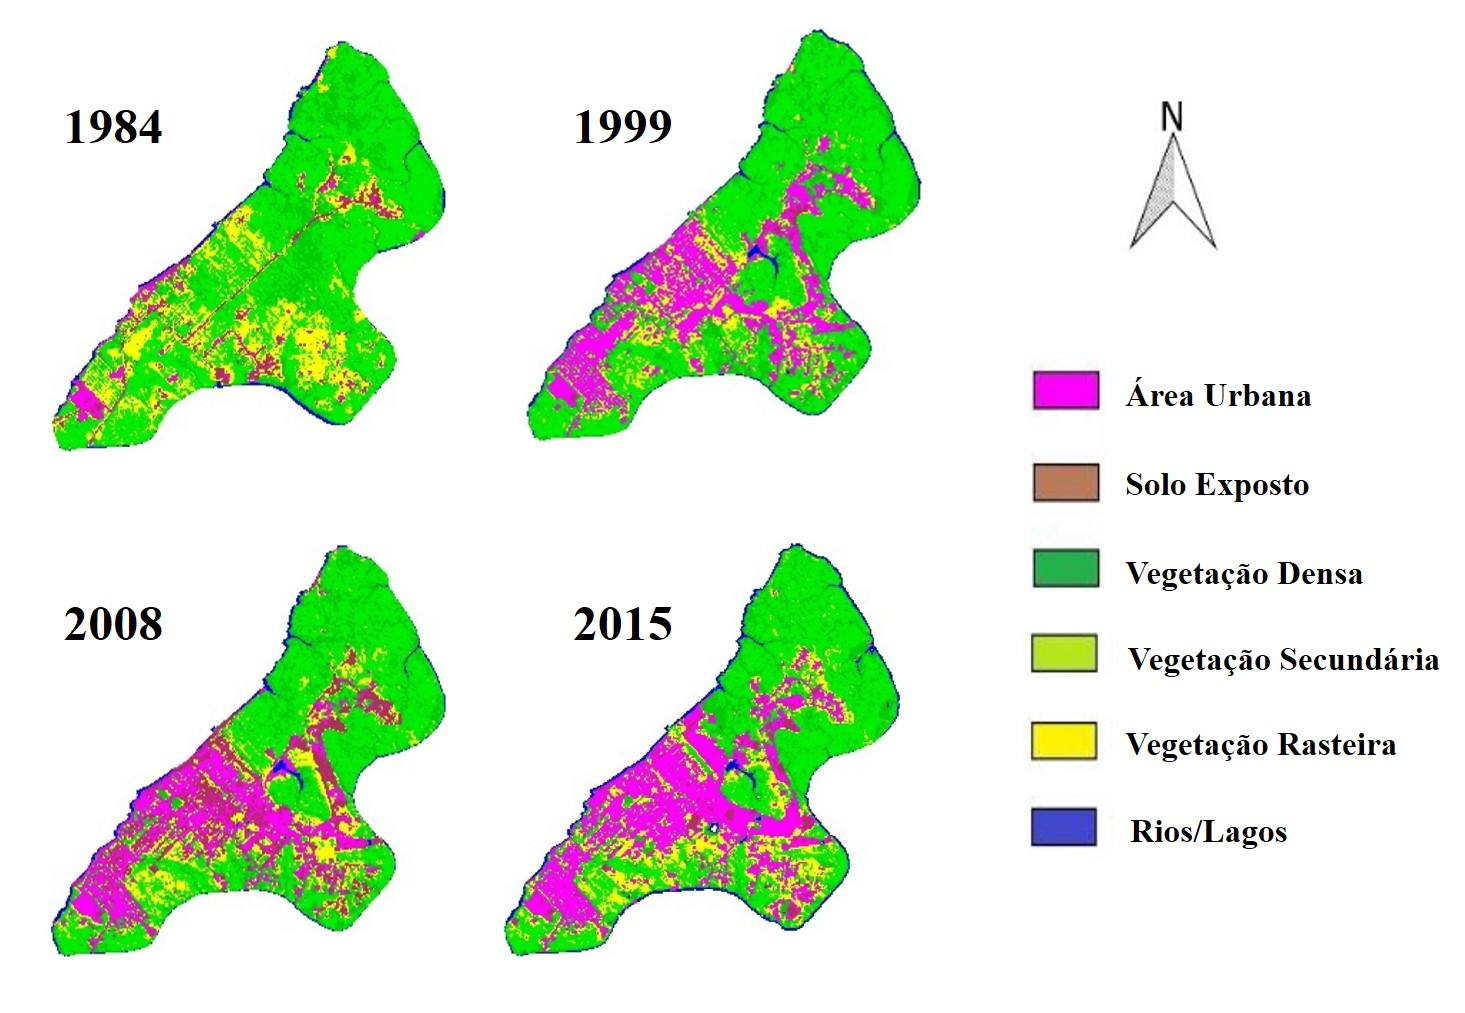 1984
1999
N
Área Urbana
Solo Exposto
Vegetação Densa
2008
2015
Vegetação Secundária
Vegetação Rasteira
Rios/Lagos